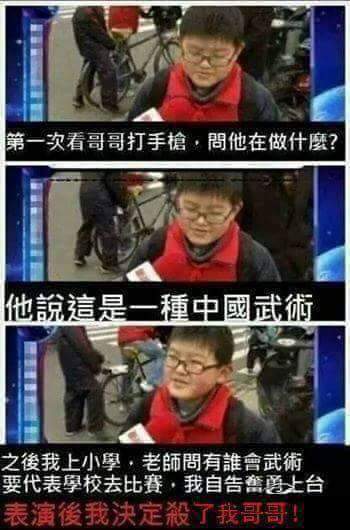 第一次看哥哥打手槍，問他在做什麼?
他說這是一種中國武術
之後我上小學，老師問有誰會武術
要代表學校去比賽，我自告奮勇上台
表演後我決定殺了我哥哥!